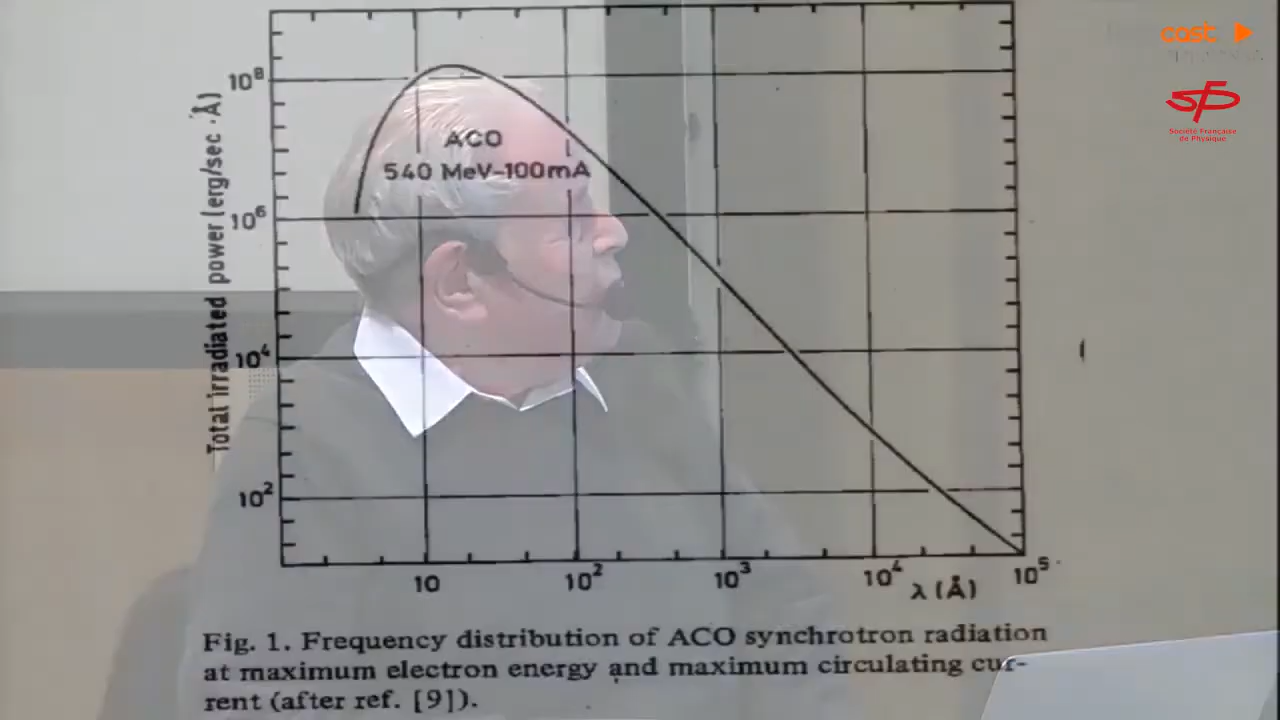 cast
Société Française
de Physique
10⁸
10⁶
10⁴
10²
Total irradiated power (erg/sec · Å)
ACO
540 MeV-100mA
10
10²
10³
10⁴
10⁵
λ (Å)
Fig. 1. Frequency distribution of ACO synchrotron radiation
at maximum electron energy and maximum circulating cur-
rent (after ref. [9]).